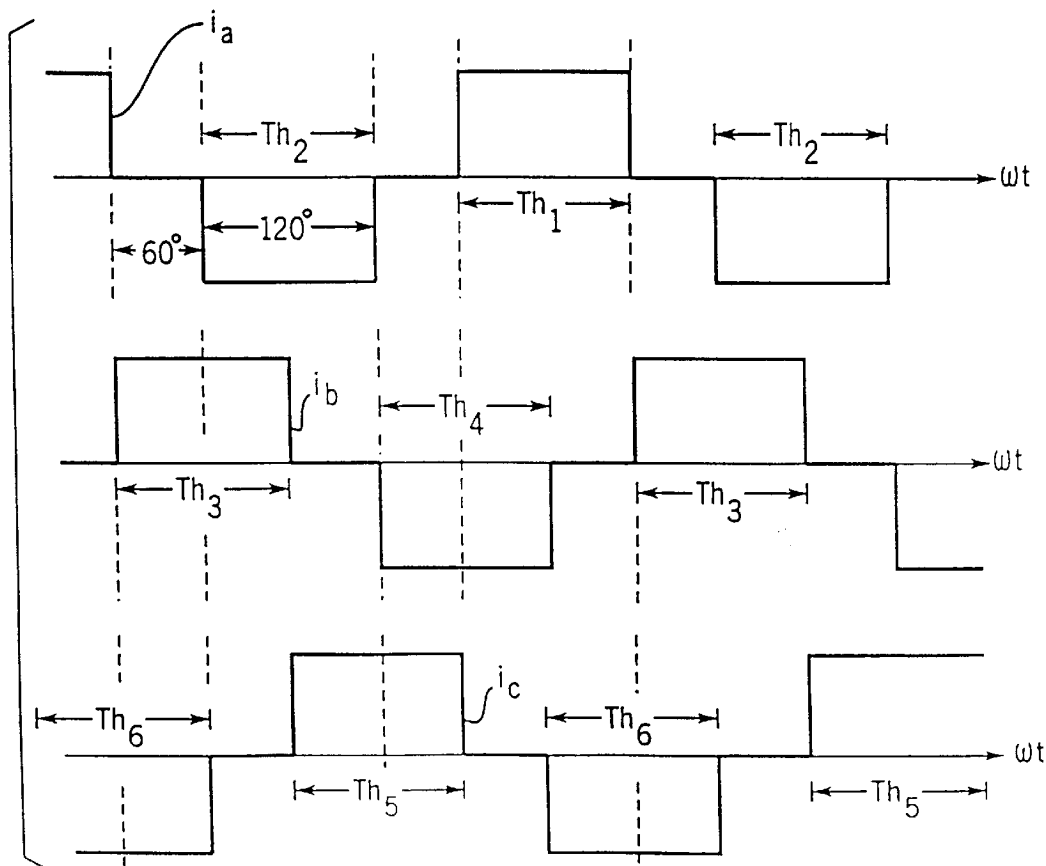 i_a
Th_2
Th_2
ωt
Th_1
120°
60°
i_b
Th_4
ωt
Th_3
Th_3
i_c
Th_6
Th_6
ωt
Th_5
Th_5